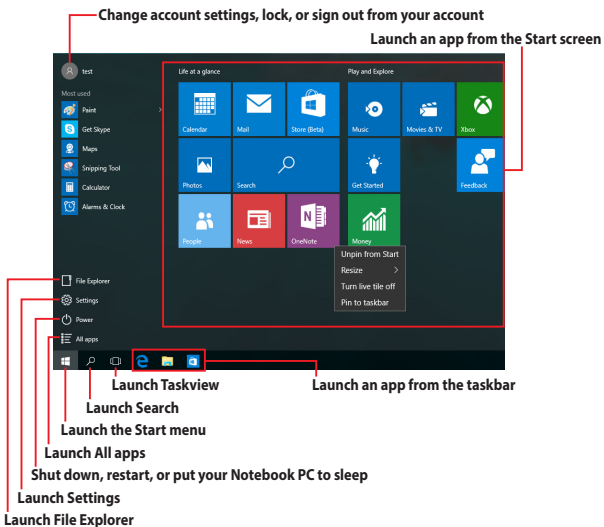 Change account settings, lock, or sign out from your account
Launch an app from the Start screen
test
Life at a glance
Play and Explore
Most used
Paint
Get Skype
Maps
Snipping Tool
Calculator
Alarms & Clock
Calendar
Mail
Store (Beta)
Music
Movies & TV
Xbox
Photos
Search
Get Started
Feedback
People
News
OneNote
Money
Unpin from Start
Resize
Turn live tile off
Pin to taskbar
File Explorer
Settings
Power
All apps
Launch Taskview
Launch an app from the taskbar
Launch Search
Launch the Start menu
Launch All apps
Shut down, restart, or put your Notebook PC to sleep
Launch Settings
Launch File Explorer